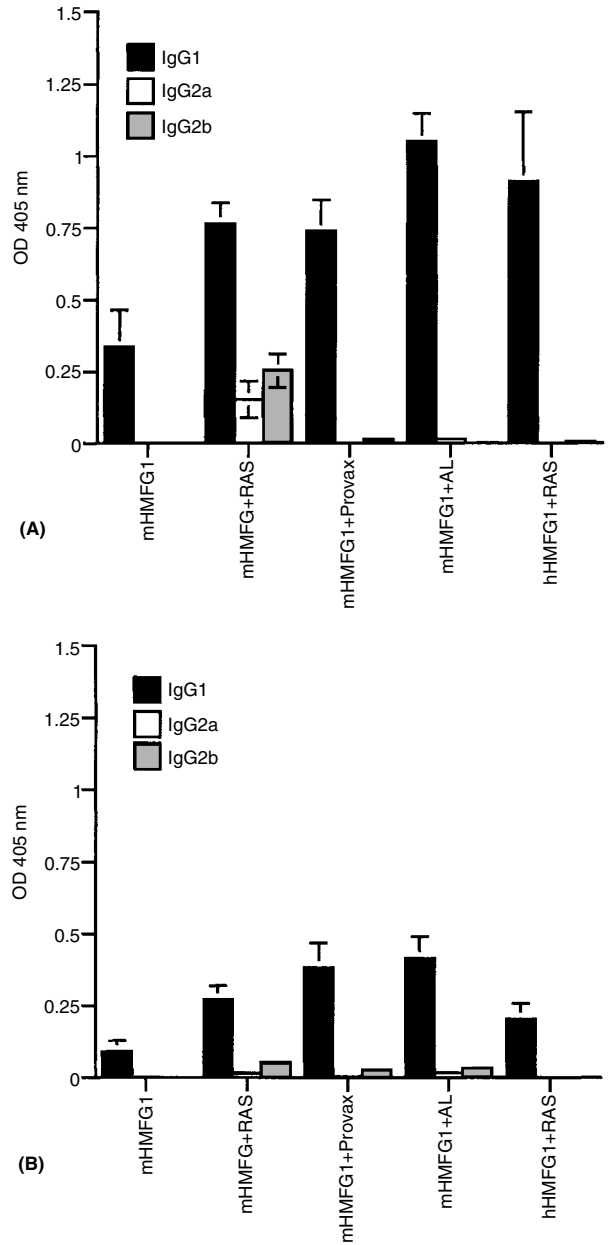 1.5
1.25
1
0.75
0.5
0.25
0
OD 405 nm
IgG1
IgG2a
IgG2b
mHMFG1
mHMFG+RAS
mHMFG1+Provax
mHMFG1+AL
hHMFG1+RAS
(A)
1.5
1.25
1
0.75
0.5
0.25
0
OD 405 nm
IgG1
IgG2a
IgG2b
mHMFG1
mHMFG+RAS
mHMFG1+Provax
mHMFG1+AL
hHMFG1+RAS
(B)